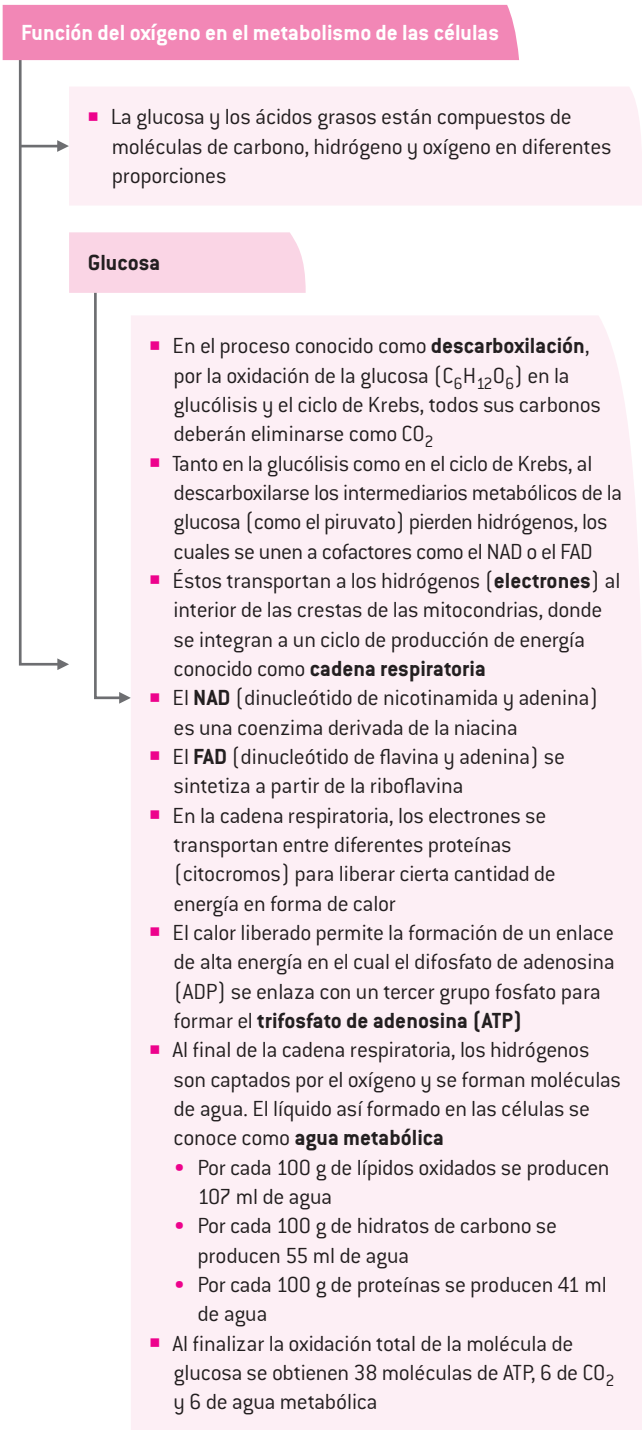 Función del oxígeno en el metabolismo de las células
▪ La glucosa y los ácidos grasos están compuestos de
moléculas de carbono, hidrógeno y oxígeno en diferentes
proporciones
Glucosa
▪ En el proceso conocido como descarboxilación,
por la oxidación de la glucosa (C₆H₁₂O₆) en la
glucólisis y el ciclo de Krebs, todos sus carbonos
deberán eliminarse como CO₂
▪ Tanto en la glucólisis como en el ciclo de Krebs, al
descarboxilarse los intermediarios metabólicos de la
glucosa (como el piruvato) pierden hidrógenos, los
cuales se unen a cofactores como el NAD o el FAD
▪ Éstos transportan a los hidrógenos (electrones) al
interior de las crestas de las mitocondrias, donde
se integran a un ciclo de producción de energía
conocido como cadena respiratoria
▪ El NAD (dinucleótido de nicotinamida y adenina)
es una coenzima derivada de la niacina
▪ El FAD (dinucleótido de flavina y adenina) se
sintetiza a partir de la riboflavina
▪ En la cadena respiratoria, los electrones se
transportan entre diferentes proteínas
(citocromos) para liberar cierta cantidad de
energía en forma de calor
▪ El calor liberado permite la formación de un enlace
de alta energía en el cual el difosfato de adenosina
(ADP) se enlaza con un tercer grupo fosfato para
formar el trifosfato de adenosina (ATP)
▪ Al final de la cadena respiratoria, los hidrógenos
son captados por el oxígeno y se forman moléculas
de agua. El líquido así formado en las células se
conoce como agua metabólica
• Por cada 100 g de lípidos oxidados se producen
107 ml de agua
• Por cada 100 g de hidratos de carbono se
producen 55 ml de agua
• Por cada 100 g de proteínas se producen 41 ml
de agua
▪ Al finalizar la oxidación total de la molécula de
glucosa se obtienen 38 moléculas de ATP, 6 de CO₂
y 6 de agua metabólica